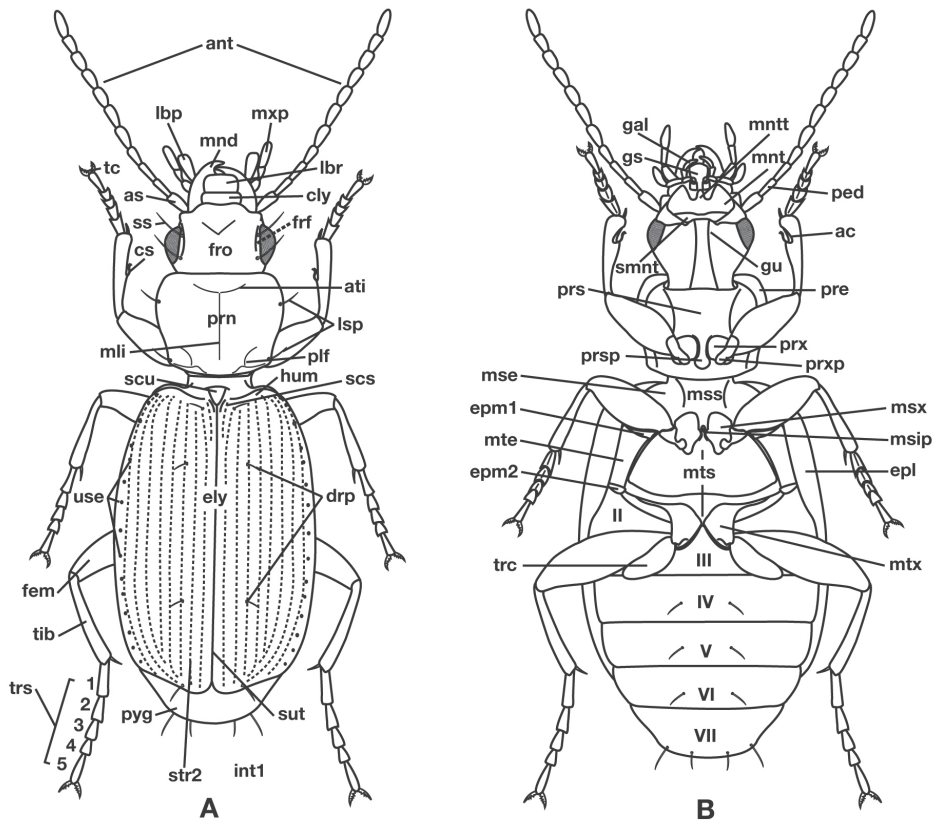 ant
lbp
mxp
mnd
lbr
tc
as
cly
ss
frf
fro
cs
ati
prn
lsp
mli
plf
scu
hum
scs
use
ely
drp
fem
tib
trs
1
2
3
4
5
pyg
sut
str2
int1
A
gal
mntt
gs
mnt
ped
ac
smnt
gu
prs
pre
prx
prsp
prxp
mse
mss
epm1
msx
mte
msip
mts
epm2
epl
II
trc
III
mtx
IV
V
VI
VII
B